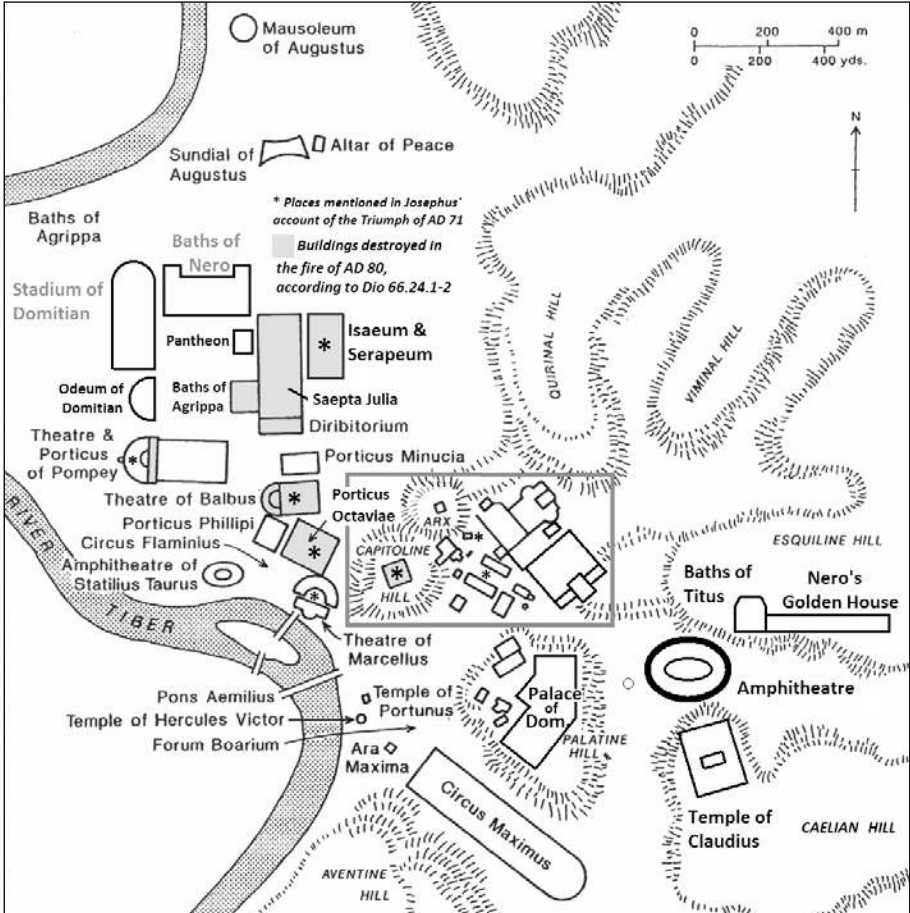 Mausoleum
of Augustus
0 200 400 m
0 200 400 yds.
N
Sundial of
Augustus
Altar of Peace
* Places mentioned in Josephus'
account of the Triumph of AD 71
Buildings destroyed in
the fire of AD 80,
according to Dio 66.24.1-2
Baths of
Agrippa
Baths of
Nero
Stadium of
Domitian
Pantheon
*
Isaeum &
Serapeum
QUIRINAL HILL
VIMINAL HILL
Odeum of
Domitian
Baths of
Agrippa
Saepta Julia
Diribitorium
Theatre &
Porticus
of Pompey
*
Porticus Minucia
Theatre of Balbus
*
Porticus
Octaviae
Porticus Phillipi
Circus Flaminius
*
Amphitheatre of
Statilius Taurus
*
ARX
*
CAPITOLINE
*
HILL
*
ESQUILINE HILL
RIVER
TIBER
Theatre of
Marcellus
Baths of
Titus
Nero's
Golden House
Amphitheatre
Pons Aemilius
Temple of
Portunus
Temple of Hercules Victor
Forum Boarium
Ara
Maxima
Palace
of
Dom.
PALATINE
HILL
Circus Maximus
Temple of
Claudius
CAELIAN HILL
AVENTINE
HILL